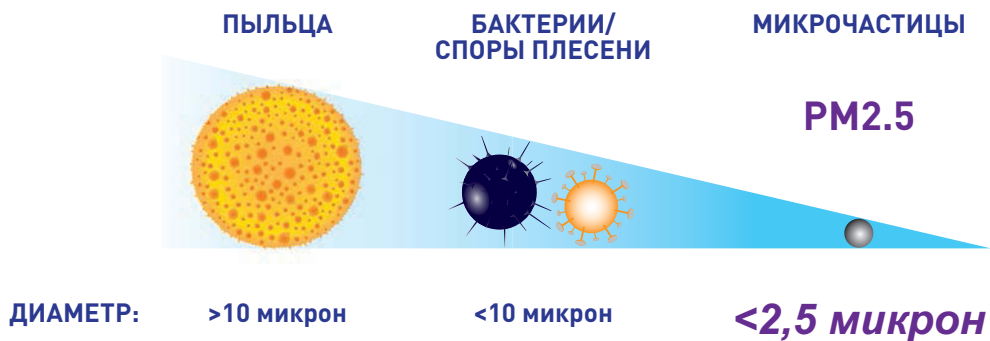 ПЫЛЬЦА
БАКТЕРИИ/
СПОРЫ ПЛЕСЕНИ
МИКРОЧАСТИЦЫ
PM2.5
ДИАМЕТР:
>10 микрон
<10 микрон
<2,5 микрон